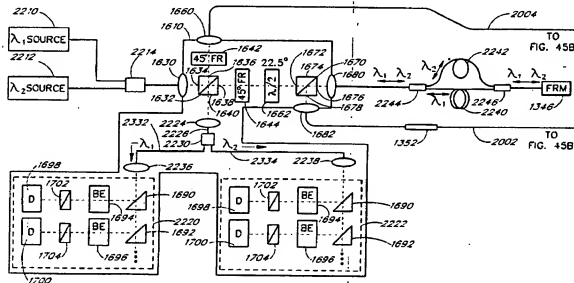 2210
1660
2004
1610
1642
TO
FIG. 45B
λ1 SOURCE
2214
1630
1634
45°FR
1636
22.5°
1672
1670
1674
1680
λ1 λ2
λ2
2242
2212
λ2 SOURCE
45°FR
λ/2
λ1 λ2
FRM
1632
1638
1640
1662
1676
1678
2244
λ1
2246
2240
1346
2332
2224
2226
2230
1644
1682
1352
2002
TO
FIG. 45B
λ1
λ2
1698
1702
2236
2334
2238
1698
1702
1690
1690
D
BE
1694
D
BE
1694
2220
2222
1692
1692
D
BE
D
BE
1700
1704
1696
1700
1704
1696